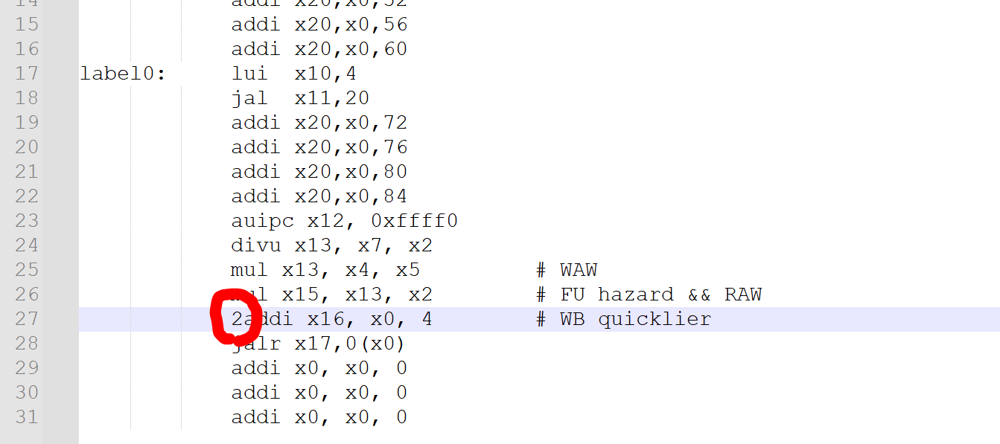 14 addi x20,x0,52
15 addi x20,x0,56
16 addi x20,x0,60
17 label0: lui x10,4
18 jal x11,20
19 addi x20,x0,72
20 addi x20,x0,76
21 addi x20,x0,80
22 addi x20,x0,84
23 auipc x12, 0xffff0
24 divu x13, x7, x2
25 mul x13, x4, x5 # WAW
26 mul x15, x13, x2 # FU hazard && RAW
27 2addi x16, x0, 4 # WB quicklier
28 jalr x17,0(x0)
29 addi x0, x0, 0
30 addi x0, x0, 0
31 addi x0, x0, 0